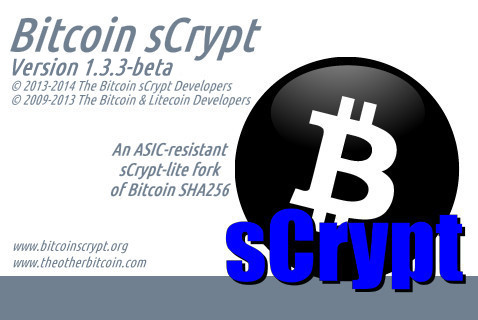 Bitcoin sCrypt
Version 1.3.3-beta
© 2013-2014 The Bitcoin sCrypt Developers
© 2009-2013 The Bitcoin & Litecoin Developers
An ASIC-resistant
sCrypt-lite fork
of Bitcoin SHA256
sCrypt
www.bitcoinscrypt.org
www.theotherbitcoin.com